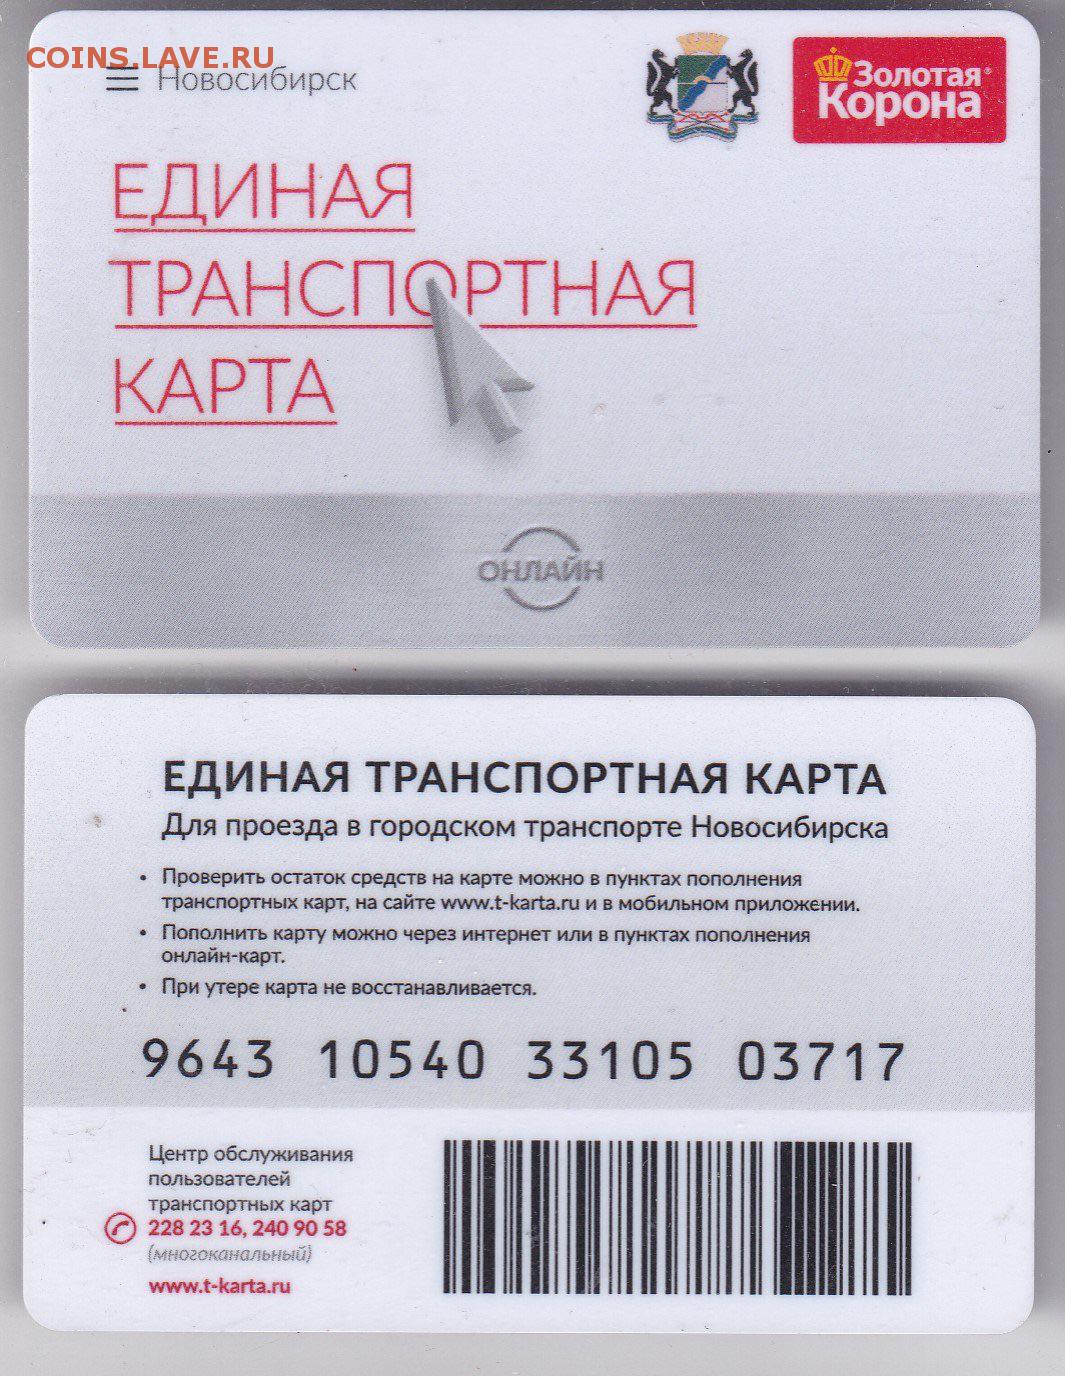 COINS.LAVE.RU
Новосибирск
Золотая®
Корона
ЕДИНАЯ
ТРАНСПОРТНАЯ
КАРТА
ОНЛАЙН
ЕДИНАЯ ТРАНСПОРТНАЯ КАРТА
Для проезда в городском транспорте Новосибирска
• Проверить остаток средств на карте можно в пунктах пополнения
транспортных карт, на сайте www.t-karta.ru и в мобильном приложении.
• Пополнить карту можно через интернет или в пунктах пополнения
онлайн-карт.
• При утере карта не восстанавливается.
9643 10540 33105 03717
Центр обслуживания
пользователей
транспортных карт
228 23 16, 240 90 58
(многоканальный)
www.t-karta.ru